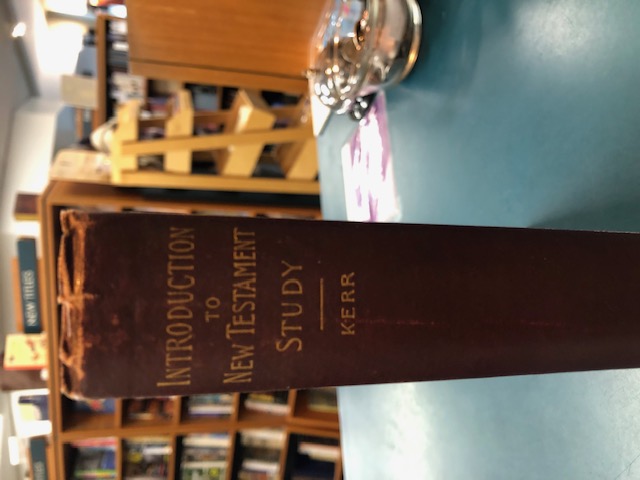 INTRODUCTION
TO
NEW TESTAMENT
STUDY
KERR
NEW TITLES